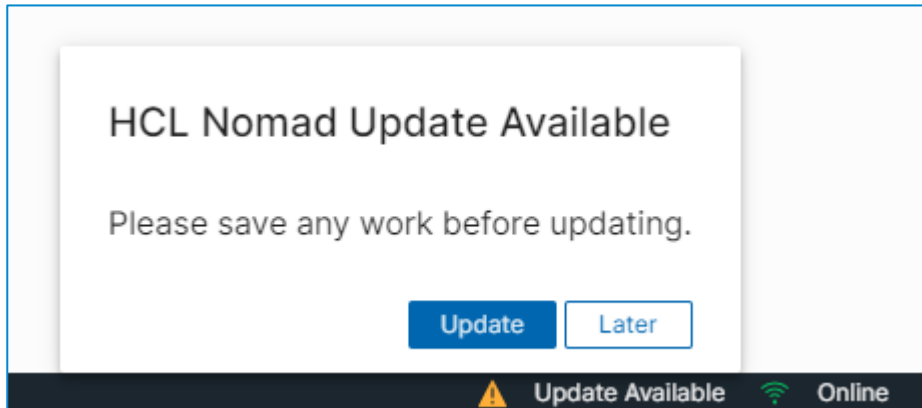 HCL Nomad Update Available
Please save any work before updating.
Update Later
Update Available Online